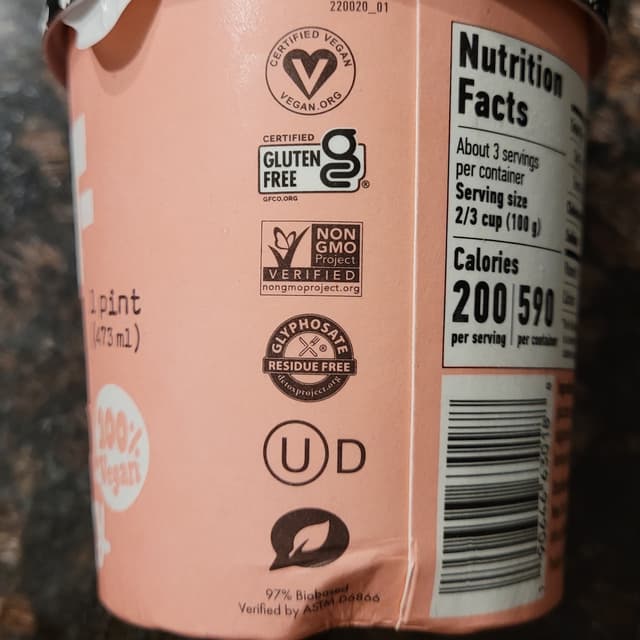 220020_01
CERTIFIED VEGAN
V
VEGAN.ORG
CERTIFIED
GLUTEN
FREE
g
®
GFCO.ORG
NON
GMO
Project
VERIFIED
nongmoproject.org
GLYPHOSATE
®
RESIDUE FREE
detoxproject.org
U D
97% Biobased
Verified by ASTM D6866
1 pint
(473 ml)
100%
Vegan
Nutrition
Facts
About 3 servings
per container
Serving size
2/3 cup (100 g)
Calories
200 590
per serving per container